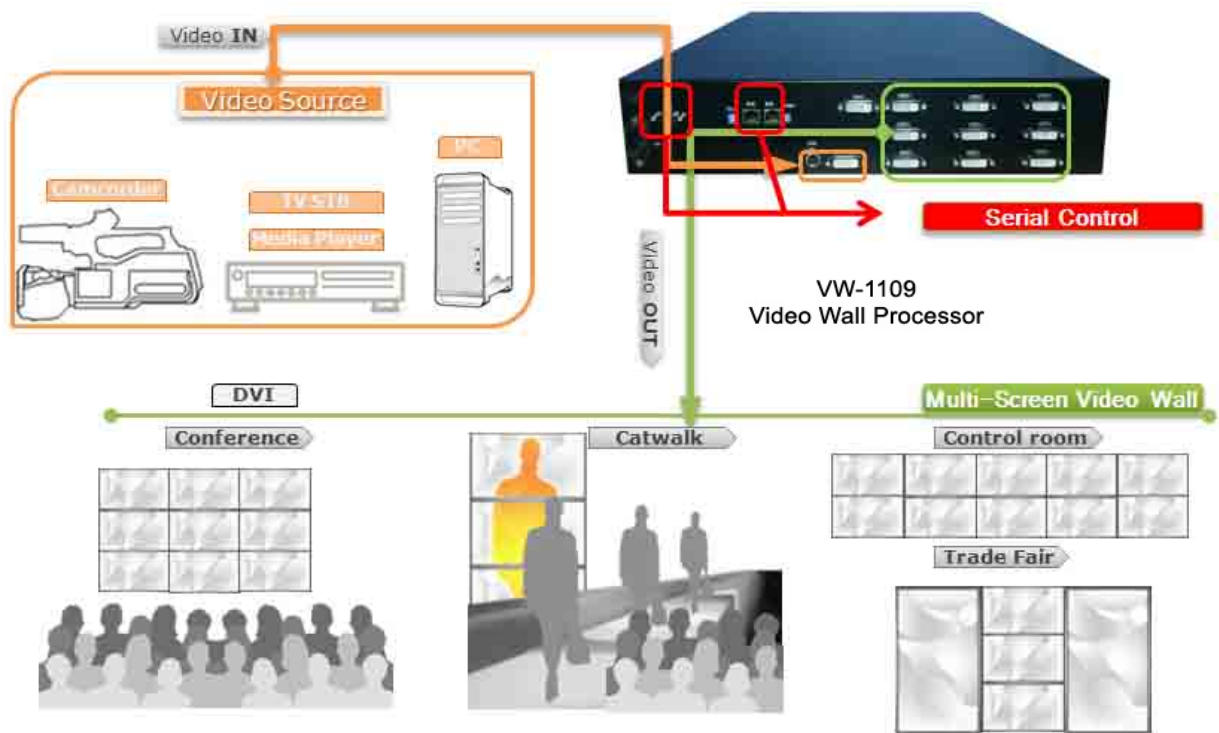 Video IN
Video Source
PC
Camcorder
TV STB
Media Player
Serial Control
Video OUT
VW-1109
Video Wall Processor
DVI
Multi-Screen Video Wall
Conference
Catwalk
Control room
Trade Fair